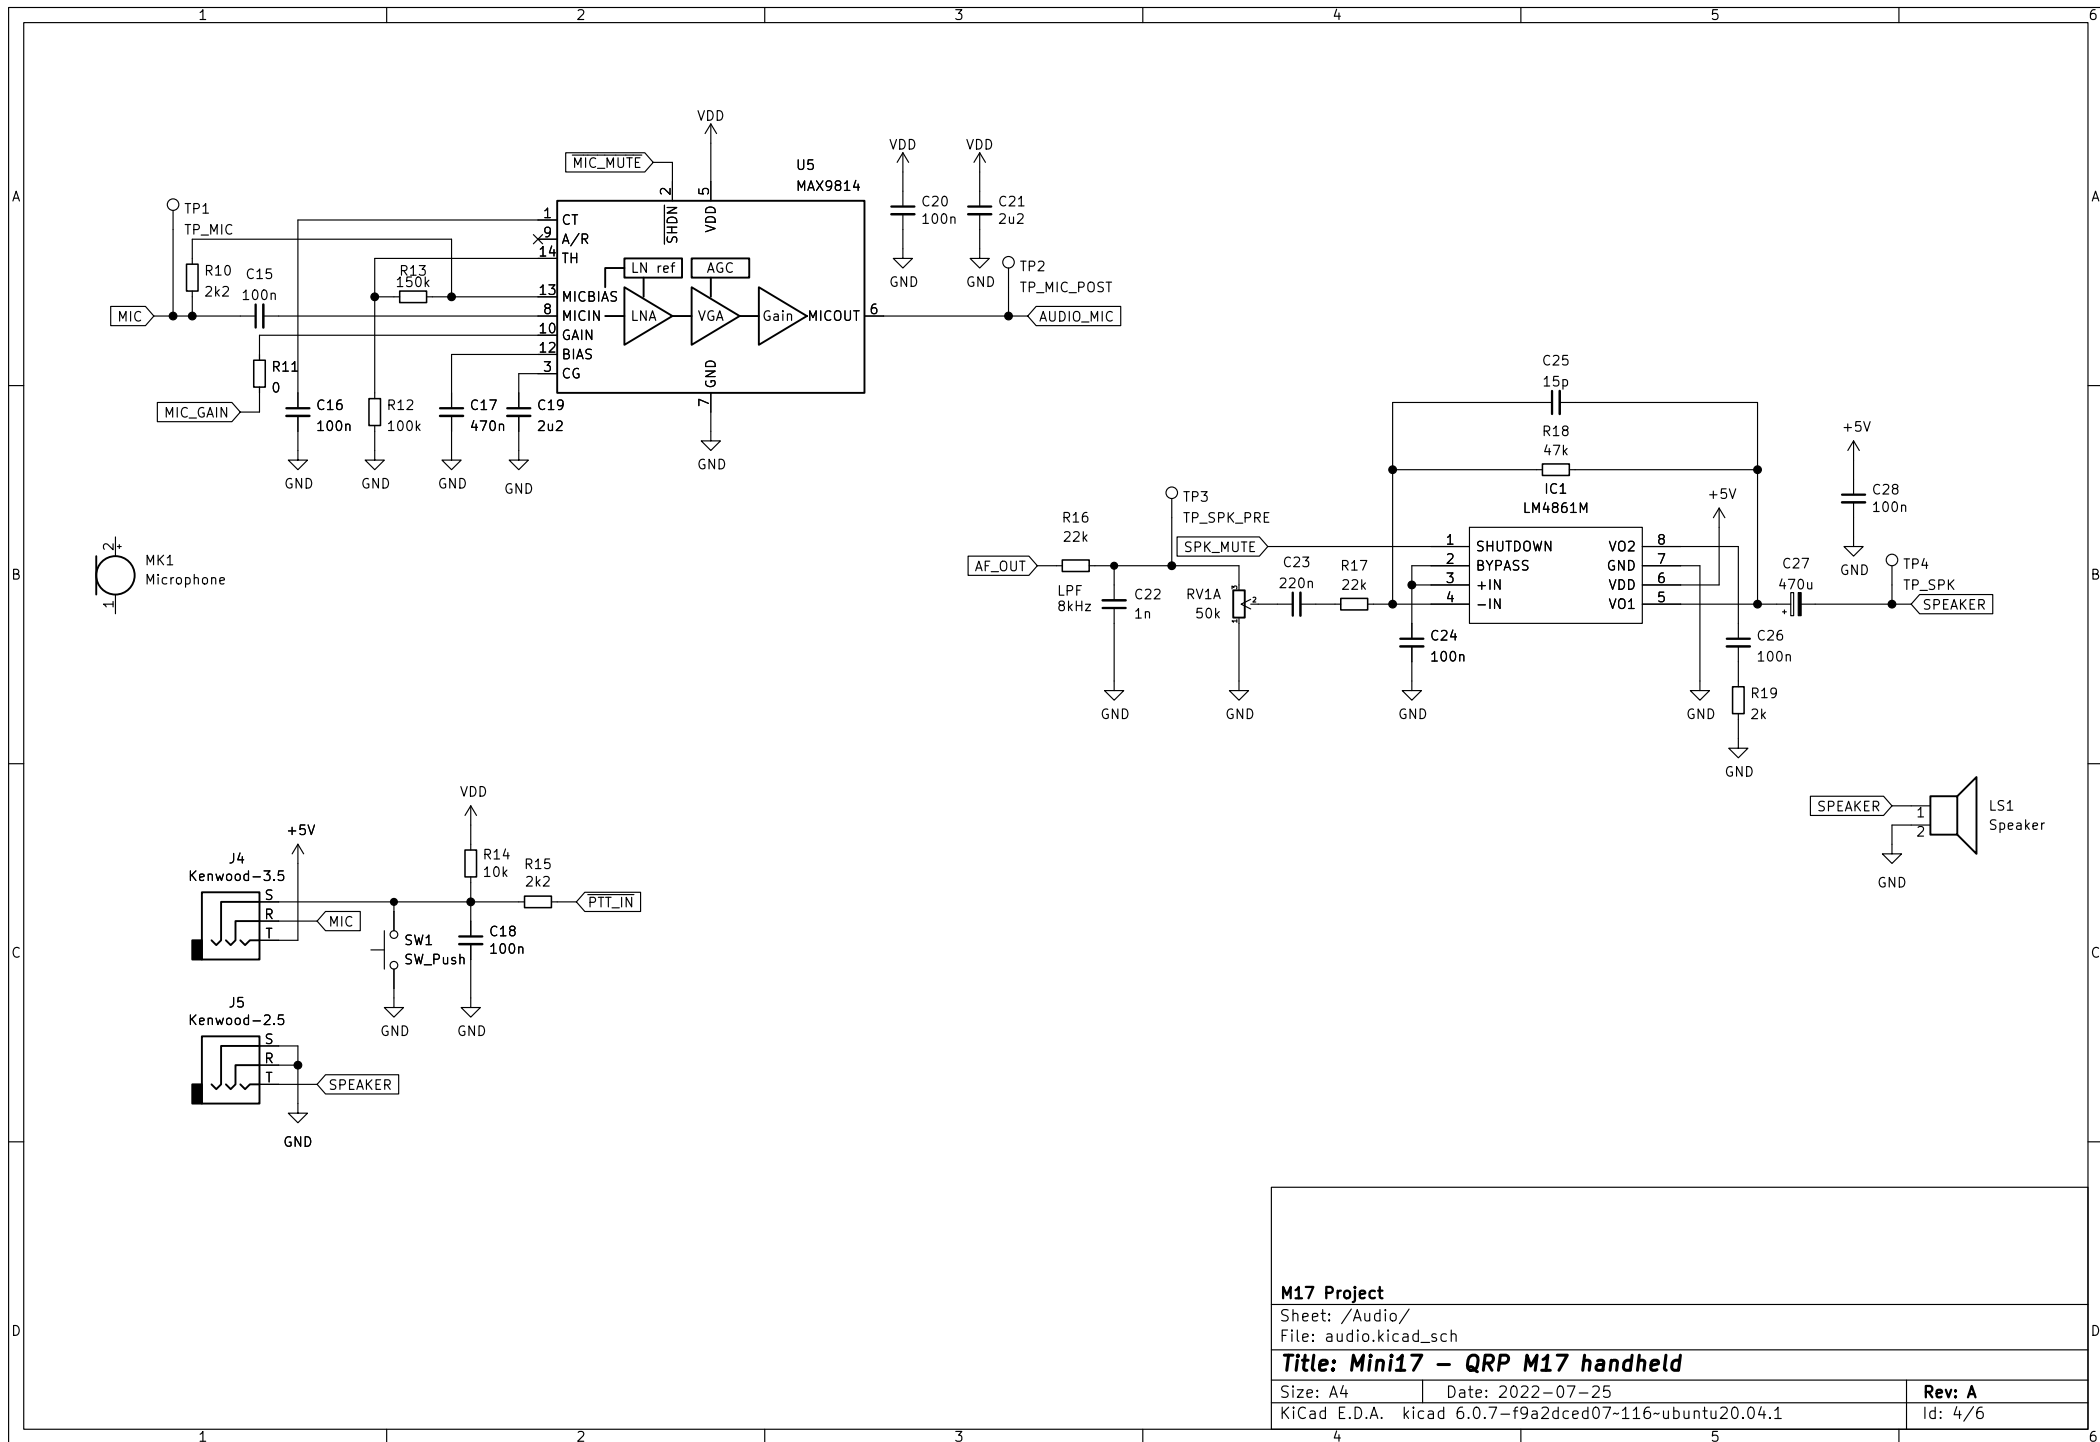 1 2 3 4 5 6
A
A
B
B
C
C
D
D
VDD
MIC_MUTE
U5
MAX9814
2
5
SHDN
VDD
1 CT
9 A/R
14 TH
13 MICBIAS
8 MICIN
10 GAIN
12 BIAS
3 CG
LN ref
AGC
LNA
VGA
Gain
MICOUT 6
GND
7
GND
TP1
TP_MIC
R10
2k2
C15
100n
R13
150k
MIC
R11
0
MIC_GAIN
C16
100n
GND
R12
100k
GND
C17
470n
GND
C19
2u2
GND
VDD
C20
100n
GND
VDD
C21
2u2
GND
TP2
TP_MIC_POST
AUDIO_MIC
2
+
1
MK1
Microphone
C25
15p
R18
47k
IC1
LM4861M
1 SHUTDOWN
2 BYPASS
3 +IN
4 -IN
VO2 8
GND 7
VDD 6
VO1 5
+5V
+5V
C28
100n
GND
R16
22k
TP3
TP_SPK_PRE
SPK_MUTE
AF_OUT
LPF
8kHz
C22
1n
GND
RV1A
50k
3
2
1
GND
C23
220n
R17
22k
C24
100n
GND
GND
C26
100n
R19
2k
GND
C27
470u
+
TP4
TP_SPK
SPEAKER
SPEAKER
1
2
LS1
Speaker
GND
VDD
+5V
J4
Kenwood-3.5
S
R
T
MIC
R14
10k
R15
2k2
PTT_IN
SW1
SW_Push
GND
C18
100n
GND
J5
Kenwood-2.5
S
R
T
SPEAKER
GND
M17 Project
Sheet: /Audio/
File: audio.kicad_sch
Title: Mini17 - QRP M17 handheld
Size: A4 Date: 2022-07-25 Rev: A
KiCad E.D.A. kicad 6.0.7-f9a2dced07~116~ubuntu20.04.1 Id: 4/6
1 2 3 4 5 6